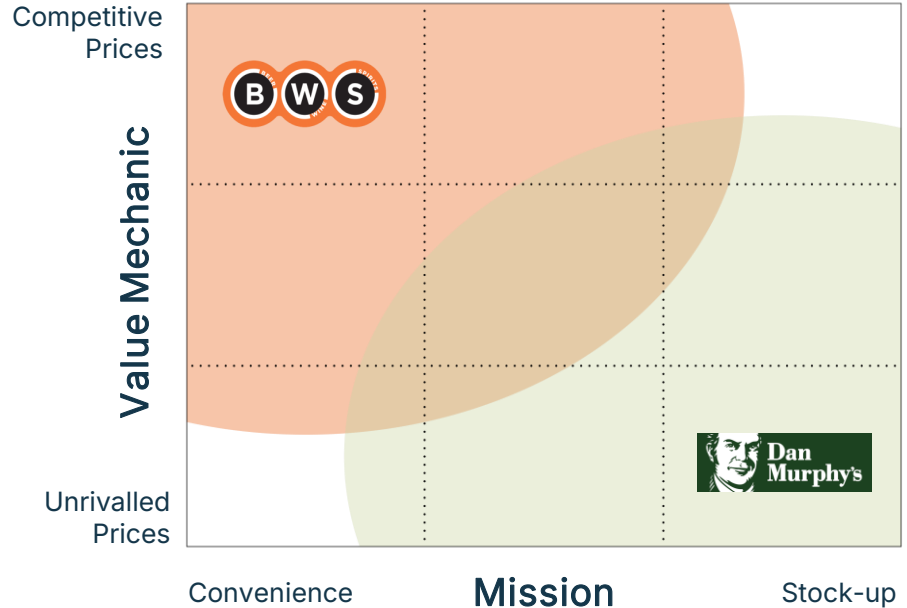 Competitive
Prices
BWS
Value Mechanic
Dan
Murphy's
Unrivalled
Prices
Convenience
Mission
Stock-up